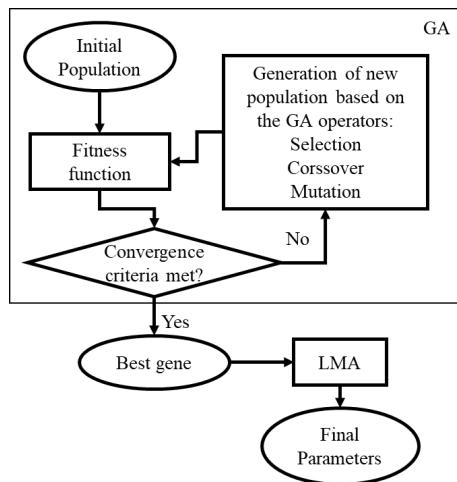 GA
Initial
Population
Generation of new
population based on
the GA operators:
Selection
Corssover
Mutation
Fitness
function
Convergence
criteria met?
No
Yes
Best gene
LMA
Final
Parameters